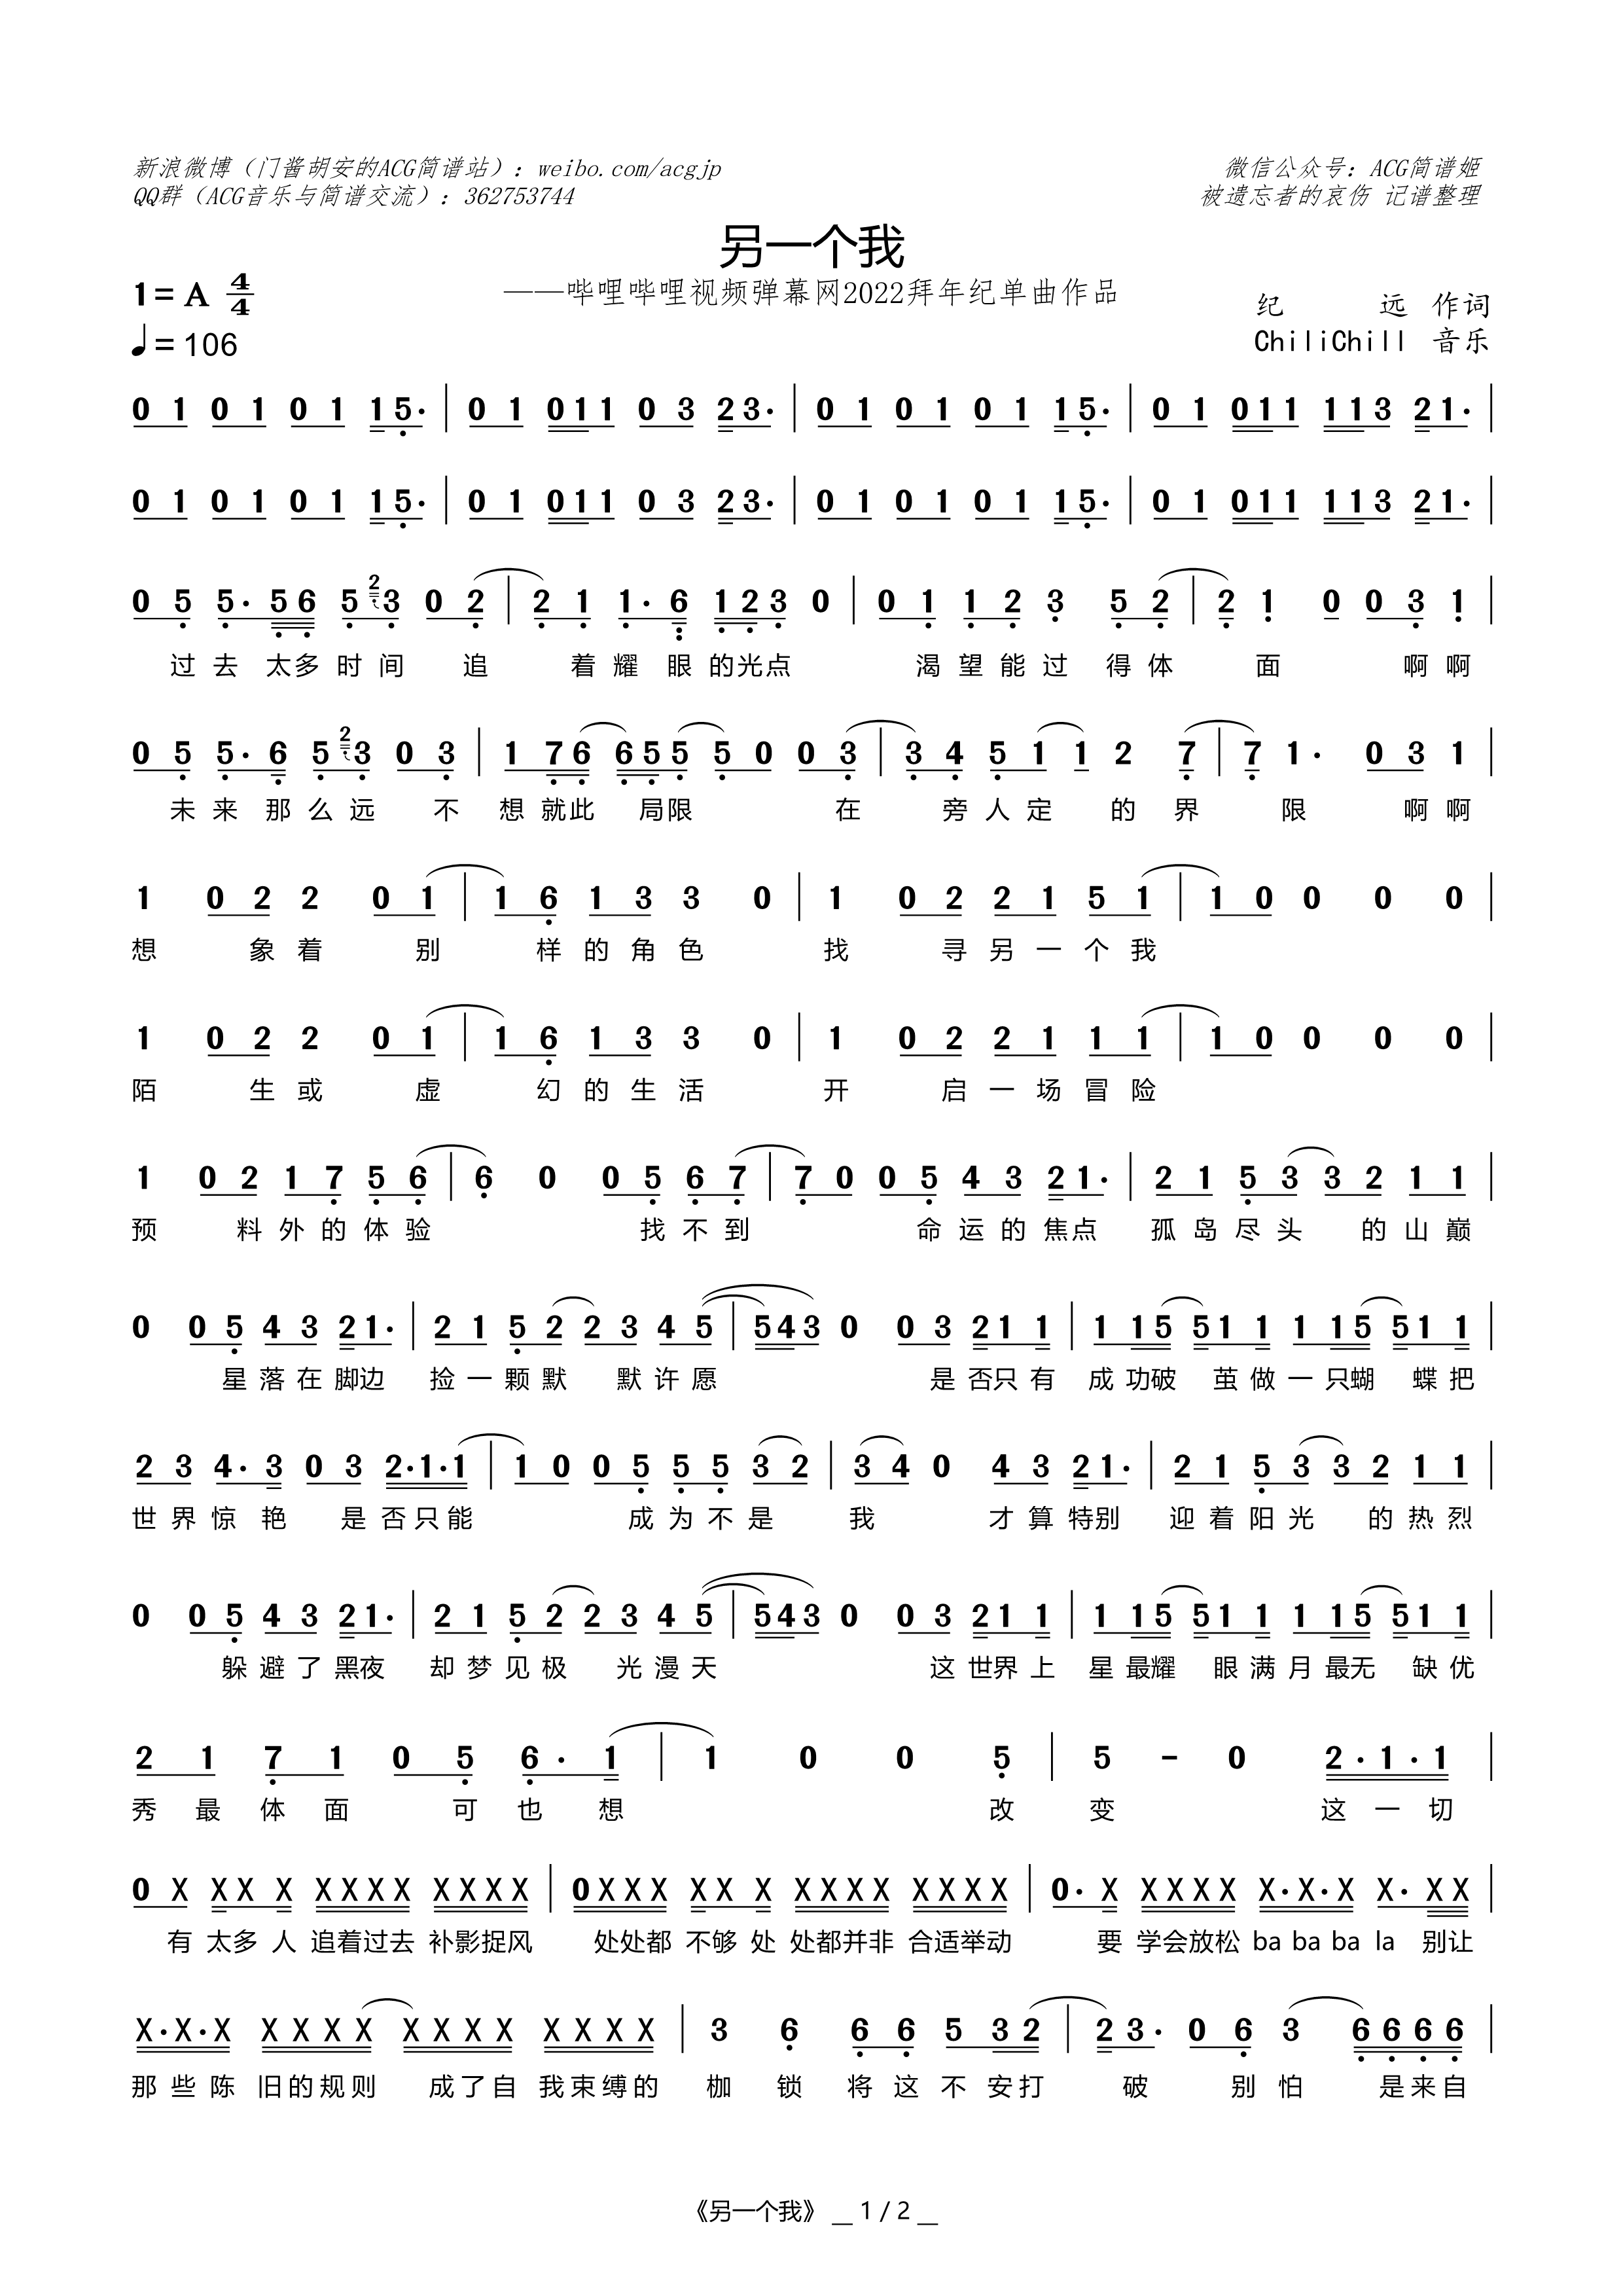 新浪微博（门酱胡安的ACG简谱站）：weibo.com/acgjp
微信公众号：ACG简谱姬
QQ群（ACG音乐与简谱交流）：362753744
被遗忘者的哀伤 记谱整理
另一个我
——哔哩哔哩视频弹幕网2022拜年纪单曲作品
1= A 4/4
纪 远 作词
♩= 106
ChiliChill 音乐
0 1 0 1 0 1 1 5· | 0 1 0 1 1 0 3 2 3· | 0 1 0 1 0 1 1 5· | 0 1 0 1 1 1 1 3 2 1· |
0 1 0 1 0 1 1 5· | 0 1 0 1 1 0 3 2 3· | 0 1 0 1 0 1 1 5· | 0 1 0 1 1 1 1 3 2 1· |
0 5 5· 5 6 5 2 3 0 2 | 2 1 1· 6 1 2 3 0 | 0 1 1 2 3 5 2 | 2 1 0 0 3 1 |
过 去 太多 时 间 追 着 耀 眼 的光点 渴 望 能 过 得 体 面 啊 啊
0 5 5· 6 5 2 3 0 3 | 1 7 6 6 5 5 5 0 0 3 | 3 4 5 1 1 2 7 | 7 1· 0 3 1 |
未 来 那 么 远 不 想 就此 局限 在 旁 人 定 的 界 限 啊 啊
1 0 2 2 0 1 | 1 6 1 3 3 0 | 1 0 2 2 1 5 1 | 1 0 0 0 0 |
想 象 着 别 样 的 角 色 找 寻 另 一 个 我
1 0 2 2 0 1 | 1 6 1 3 3 0 | 1 0 2 2 1 1 1 | 1 0 0 0 0 |
陌 生 或 虚 幻 的 生 活 开 启 一 场 冒 险
1 0 2 1 7 5 6 | 6 0 0 5 6 7 | 7 0 0 5 4 3 2 1· | 2 1 5 3 3 2 1 1 |
预 料 外 的 体 验 找 不 到 命 运 的 焦点 孤 岛 尽 头 的 山 巅
0 0 5 4 3 2 1· | 2 1 5 2 2 3 4 5 | 5 4 3 0 0 3 2 1 1 | 1 1 5 5 1 1 1 1 5 5 1 1 |
星 落 在 脚边 捡 一 颗 默 默 许 愿 是 否只 有 成 功破 茧 做 一 只蝴 蝶 把
2 3 4· 3 0 3 2·1·1 | 1 0 0 5 5 5 3 2 | 3 4 0 4 3 2 1· | 2 1 5 3 3 2 1 1 |
世 界 惊 艳 是 否 只 能 成 为 不 是 我 才 算 特别 迎 着 阳 光 的 热 烈
0 0 5 4 3 2 1· | 2 1 5 2 2 3 4 5 | 5 4 3 0 0 3 2 1 1 | 1 1 5 5 1 1 1 1 5 5 1 1 |
躲 避 了 黑夜 却 梦 见 极 光 漫 天 这 世界 上 星 最耀 眼 满 月 最无 缺 优
2 1 7 1 0 5 6· 1 | 1 0 0 5 | 5 - 0 2·1·1 |
秀 最 体 面 可 也 想 改 变 这 一 切
0 X X X X X X X X X X X X | 0 X X X X X X X X X X X X X X | 0· X X X X X X·X·X X· X X |
有 太多 人 追着过去 补影捉风 处处都 不够 处 处都并非 合适举动 要 学会放松 ba ba ba la 别让
X·X·X X X X X X X X X X X X X | 3 6 6 6 5 3 2 | 2 3· 0 6 3 6 6 6 6 |
那 些 陈 旧 的 规 则 成 了 自 我 束 缚 的 枷 锁 将 这 不 安 打 破 别 怕 是 来 自
《另一个我》 __ 1 / 2 __